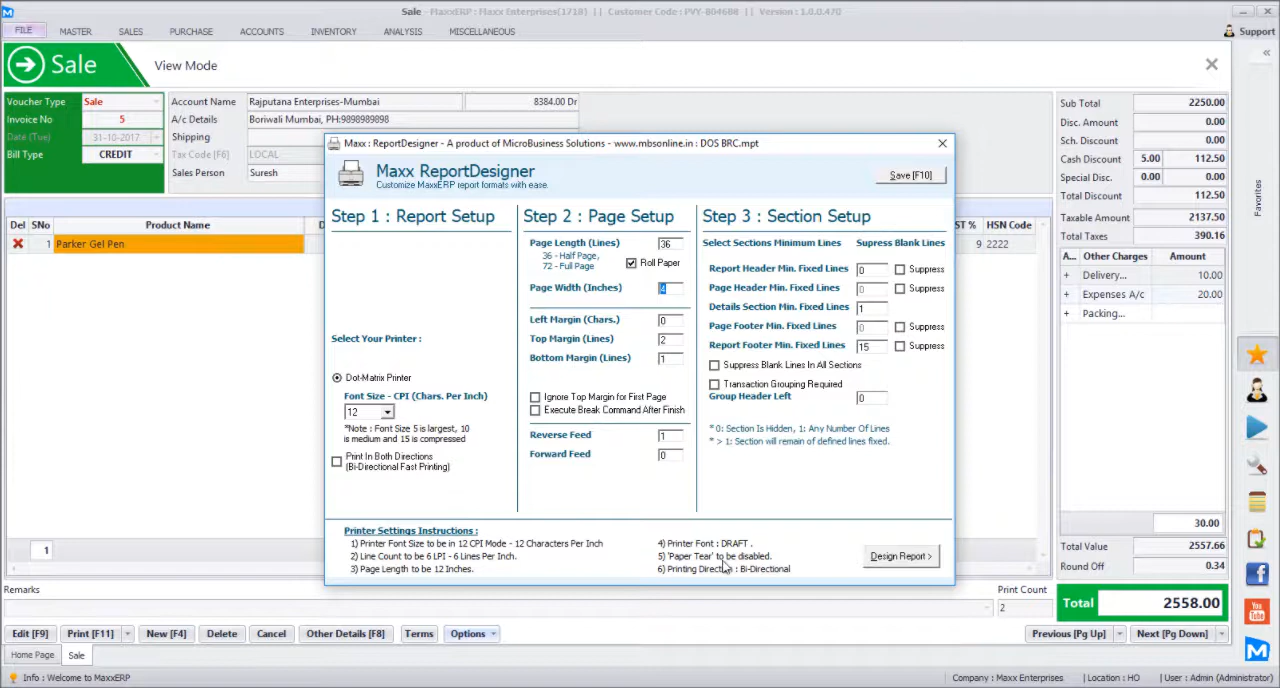 Sale - MaxxERP : Maxx Enterprises(1718) || Customer Code : PVY-B04688 || Version : 1.0.0.470
FILE MASTER SALES PURCHASE ACCOUNTS INVENTORY ANALYSIS MISCELLANEOUS Support
Sale View Mode
Voucher Type Sale Account Name Rajputana Enterprises-Mumbai 8384.00 Dr
Invoice No 5 A/c Details Boriwali Mumbai, PH:9898989898
Date (Tue) 31-10-2017 Shipping
Bill Type CREDIT Tax Code [F6] LOCAL
Sales Person Suresh
Sub Total 2250.00
Disc. Amount 0.00
Sch. Discount 0.00
Cash Discount 5.00 112.50
Special Disc. 0.00 0.00
Total Discount 112.50
Taxable Amount 2137.50
Total Taxes 390.16
A... Other Charges Amount
+ Delivery... 10.00
+ Expenses A/c 20.00
+ Packing...
30.00
Total Value 2557.66
Round Off 0.34
Total 2558.00
Del SNo Product Name D ST % HSN Code
1 Parker Gel Pen 9 2222
1
Maxx : ReportDesigner - A product of MicroBusiness Solutions - www.mbsonline.in : DOS BRC.mpt
Maxx ReportDesigner
Customize MaxxERP report formats with ease.
Save [F10]
Step 1 : Report Setup
Select Your Printer :
Dot-Matrix Printer
Font Size - CPI (Chars. Per Inch)
12
*Note : Font Size 5 is largest, 10
is medium and 15 is compressed
Print In Both Directions
(Bi-Directional Fast Printing)
Step 2 : Page Setup
Page Length (Lines) 36
36 - Half Page,
72 - Full Page
Roll Paper
Page Width (Inches) 4
Left Margin (Chars.) 0
Top Margin (Lines) 2
Bottom Margin (Lines) 1
Ignore Top Margin for First Page
Execute Break Command After Finish
Reverse Feed 1
Forward Feed 0
Step 3 : Section Setup
Select Sections Minimum Lines Supress Blank Lines
Report Header Min. Fixed Lines 0 Suppress
Page Header Min. Fixed Lines 0 Suppress
Details Section Min. Fixed Lines 1
Page Footer Min. Fixed Lines 0 Suppress
Report Footer Min. Fixed Lines 15 Suppress
Suppress Blank Lines In All Sections
Transaction Grouping Required
Group Header Left 0
* 0: Section Is Hidden, 1: Any Number Of Lines
* > 1: Section will remain of defined lines fixed.
Printer Settings Instructions :
1) Printer Font Size to be in 12 CPI Mode - 12 Characters Per Inch
2) Line Count to be 6 LPI - 6 Lines Per Inch.
3) Page Length to be 12 Inches.
4) Printer Font : DRAFT .
5) 'Paper Tear' to be disabled.
6) Printing Direction : Bi-Directional
Design Report >
Favorites
Remarks Print Count
2
Edit [F9] Print [F11] New [F4] Delete Cancel Other Details [F8] Terms Options Previous [Pg Up] Next [Pg Down]
Home Page Sale
Info : Welcome to MaxxERP Company : Maxx Enterprises | Location : HO | User : Admin (Administrator)
You
Tube